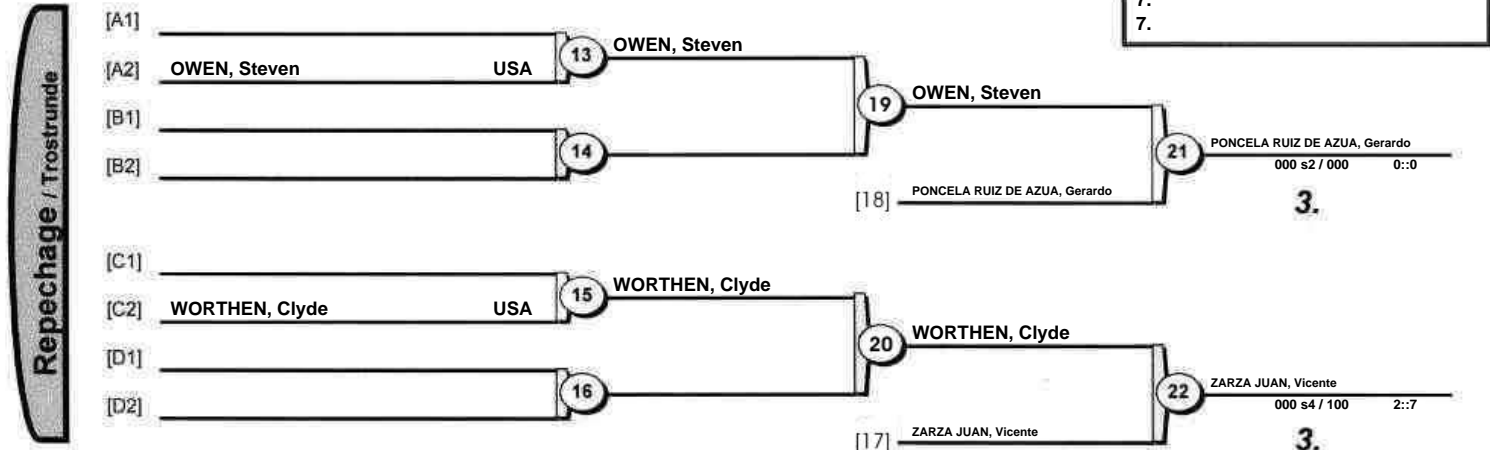 7.
7.
Repechage / Trostrunde
[A1]
[A2] OWEN, Steven USA
13 OWEN, Steven
[B1]
[B2]
14
19 OWEN, Steven
[18] PONCELA RUIZ DE AZUA, Gerardo
21 PONCELA RUIZ DE AZUA, Gerardo
000 s2 / 000 0::0
3.
[C1]
[C2] WORTHEN, Clyde USA
15 WORTHEN, Clyde
[D1]
[D2]
16
20 WORTHEN, Clyde
[17] ZARZA JUAN, Vicente
22 ZARZA JUAN, Vicente
000 s4 / 100 2::7
3.